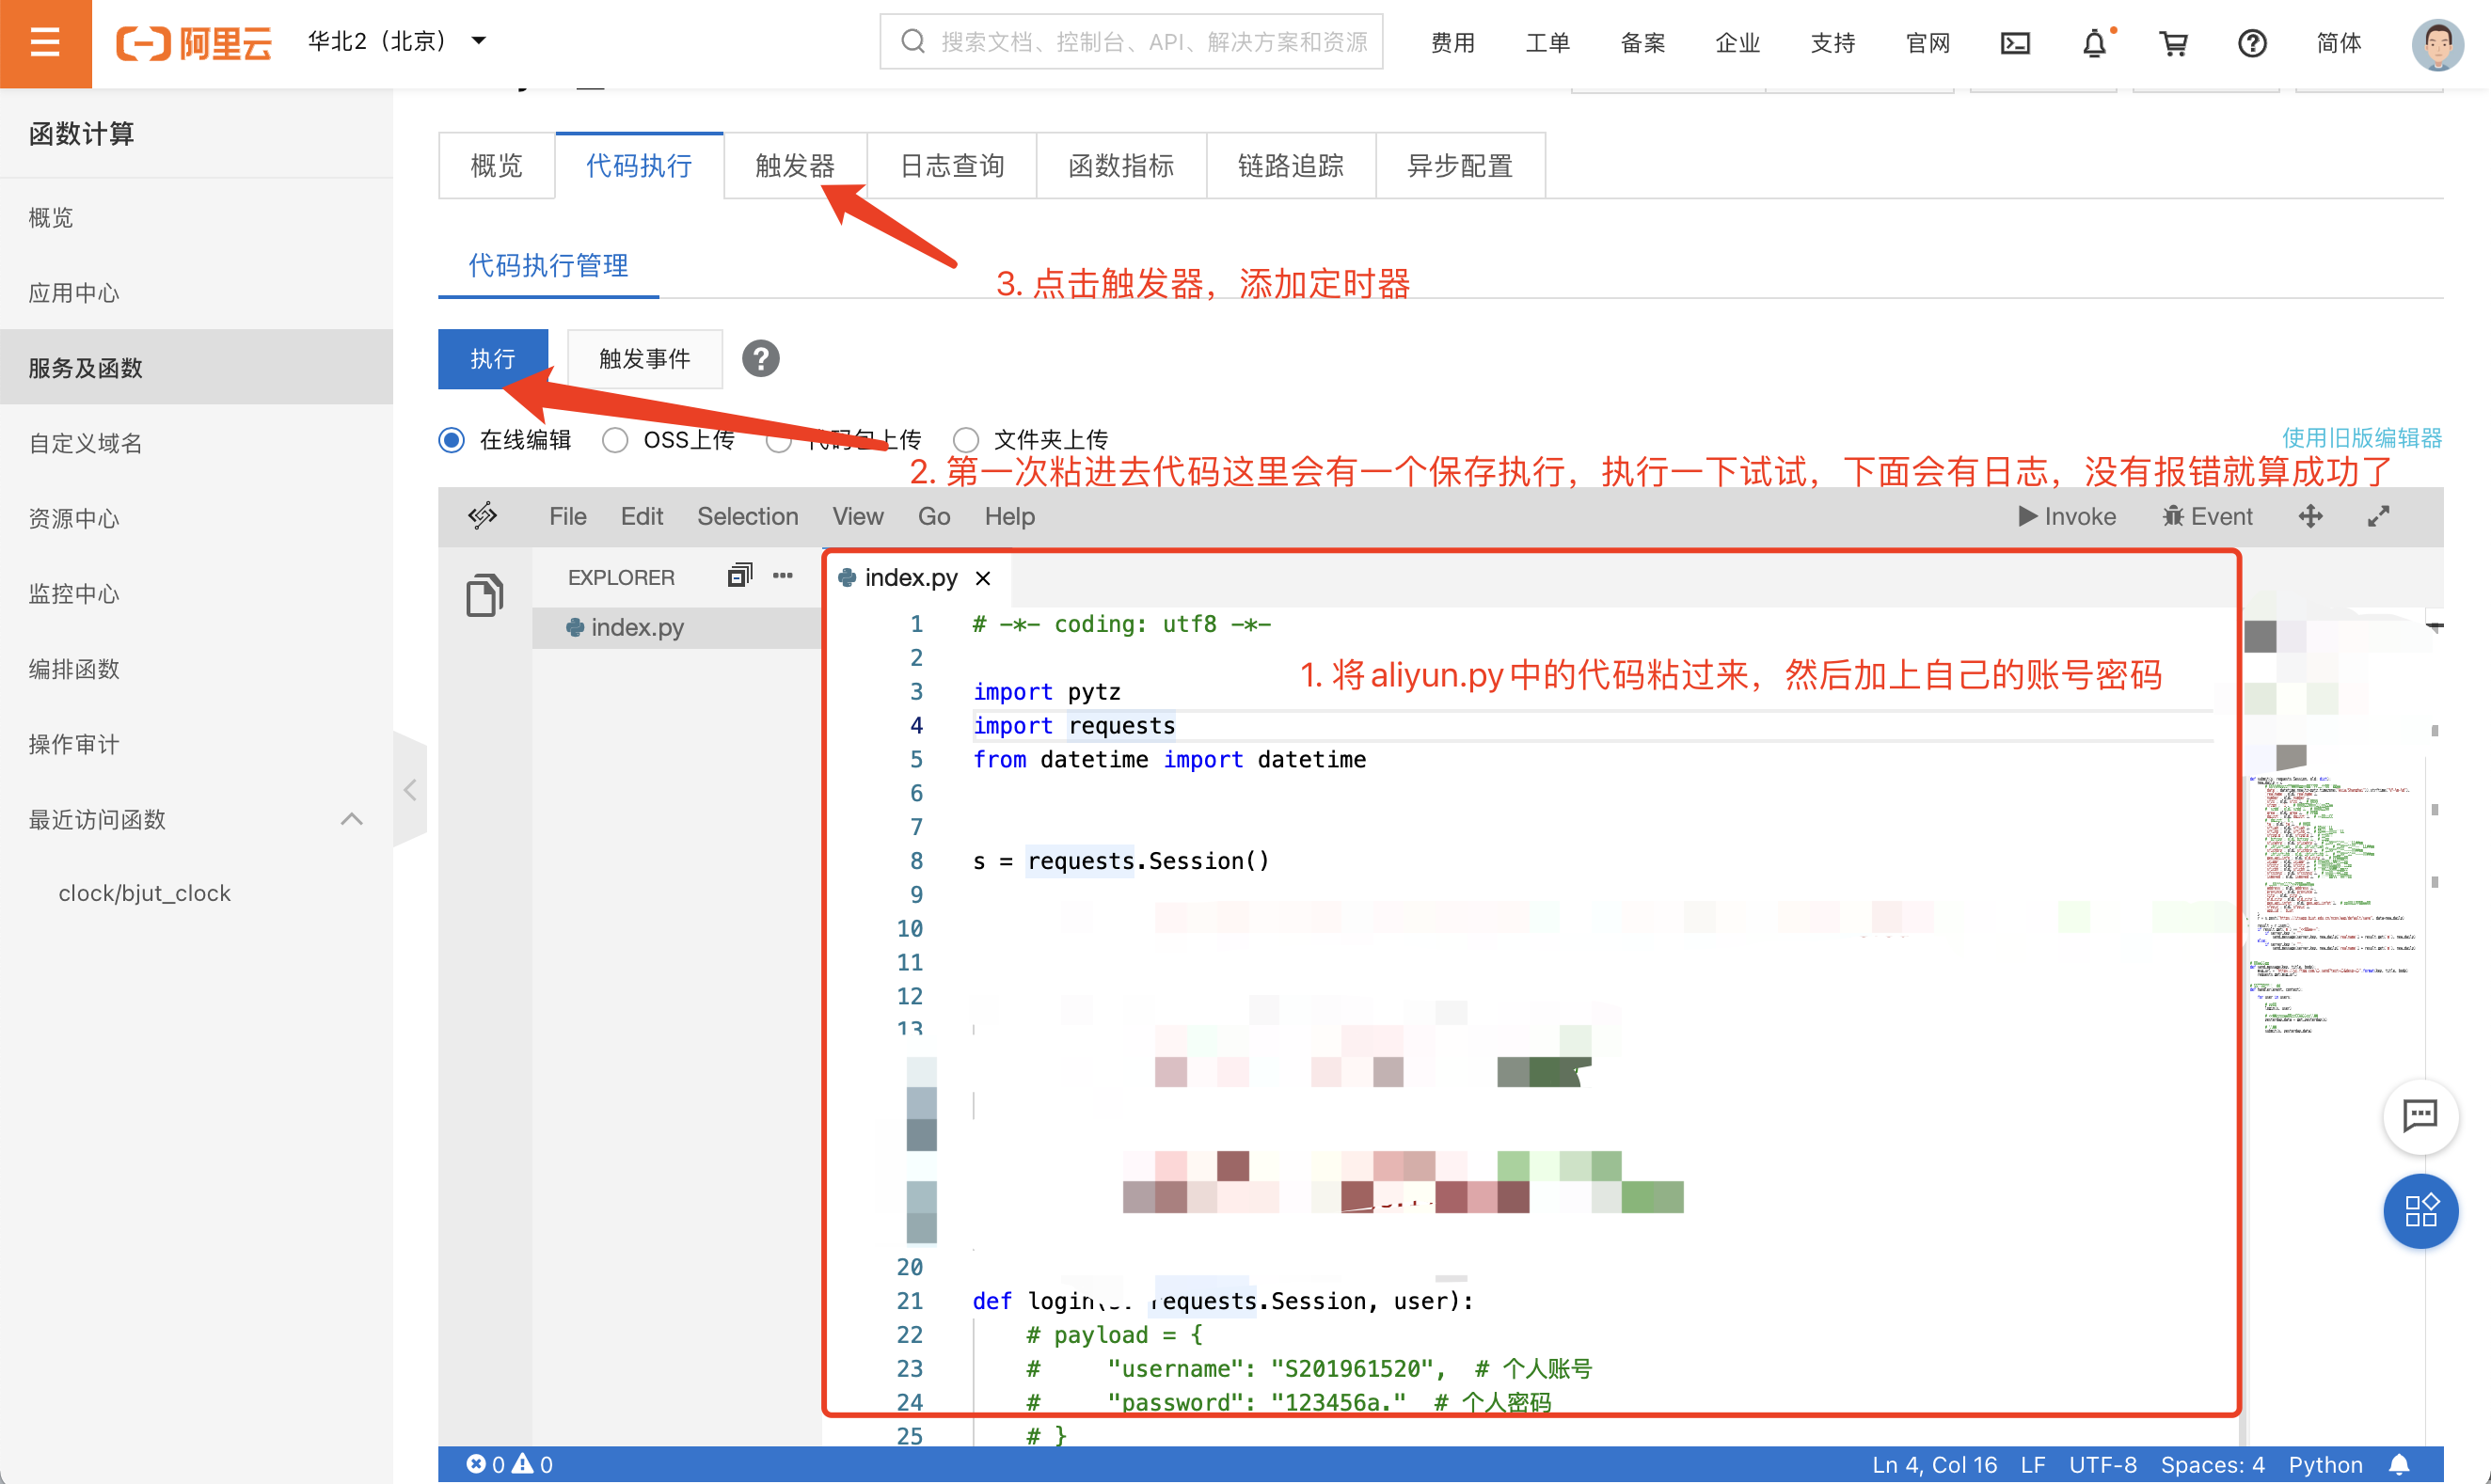 阿里云
华北2（北京）
搜索文档、控制台、API、解决方案和资源
费用
工单
备案
企业
支持
官网
简体
函数计算
概览
应用中心
服务及函数
自定义域名
资源中心
监控中心
编排函数
操作审计
最近访问函数
clock/bjut_clock
概览
代码执行
触发器
日志查询
函数指标
链路追踪
异步配置
代码执行管理
3. 点击触发器，添加定时器
执行
触发事件
在线编辑
OSS上传
代码包上传
文件夹上传
使用旧版编辑器
2. 第一次粘进去代码这里会有一个保存执行，执行一下试试，下面会有日志，没有报错就算成功了
File Edit Selection View Go Help
Invoke
Event
EXPLORER
index.py
index.py
1 # -*- coding: utf8 -*-
2
1. 将aliyun.py中的代码粘过来，然后加上自己的账号密码
3 import pytz
4 import requests
5 from datetime import datetime
6
7
8 s = requests.Session()
9
10
11
12
13
20
21 def login( requests.Session, user):
22 # payload = {
23 # "username": "S201961520", # 个人账号
24 # "password": "123456a." # 个人密码
25 # }
0 0
Ln 4, Col 16 LF UTF-8 Spaces: 4 Python